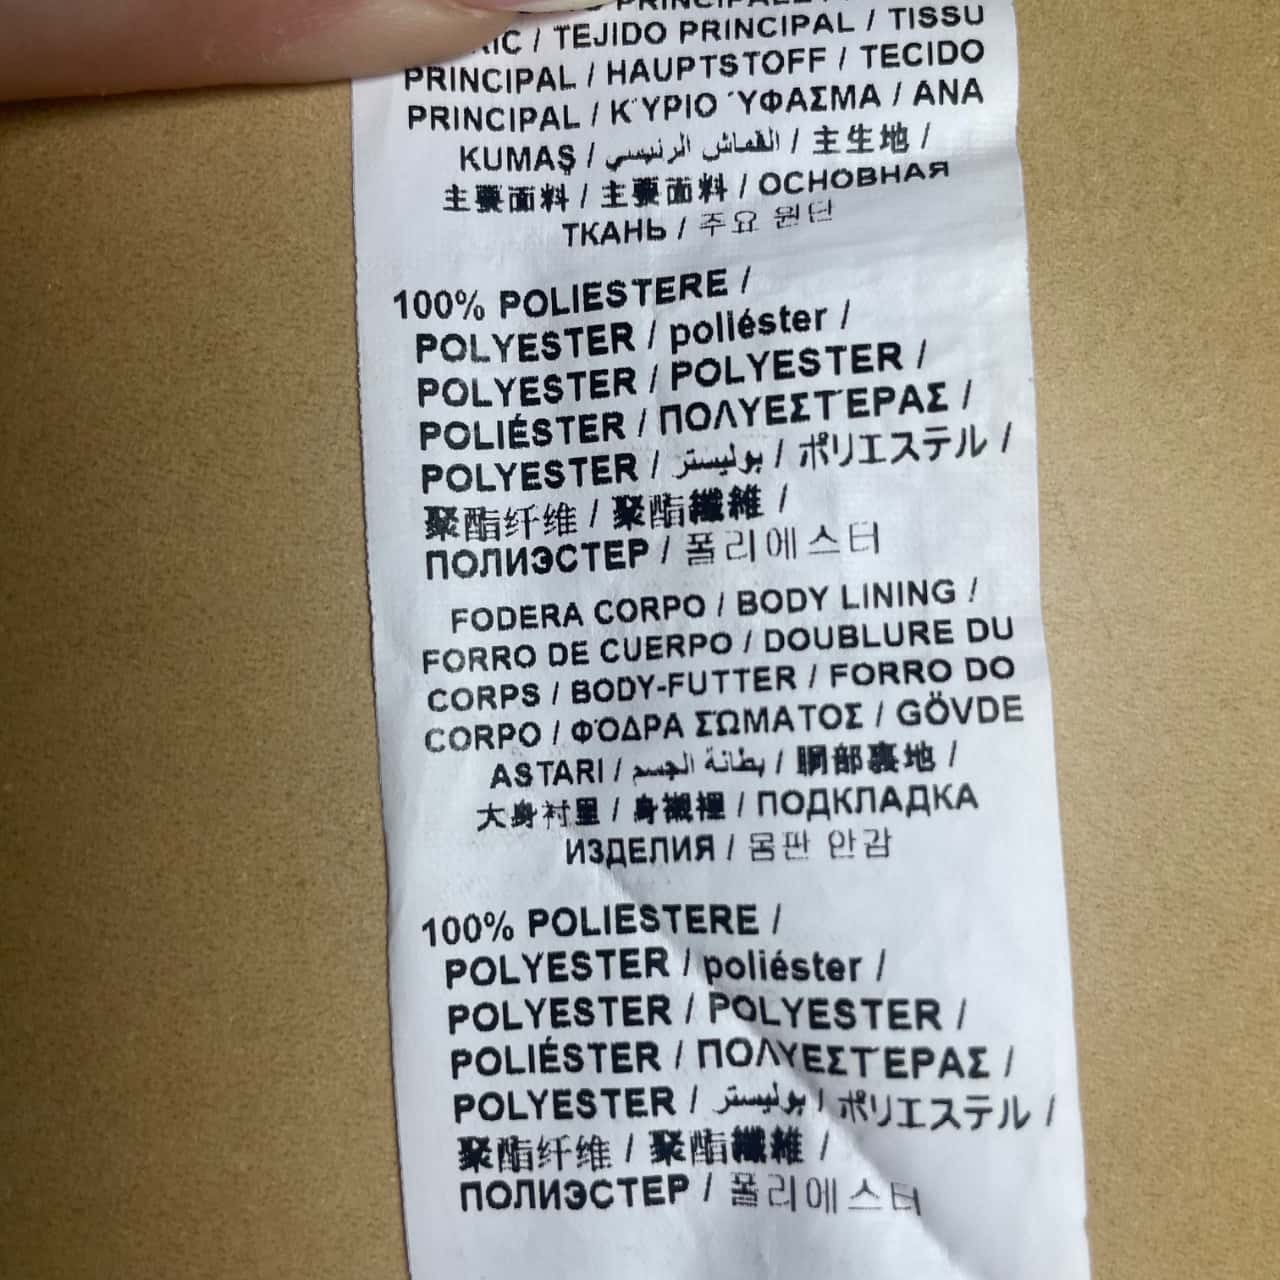 PRINCIPALE
/ TEJIDO PRINCIPAL / TISSU
PRINCIPAL / HAUPTSTOFF / TECIDO
PRINCIPAL / Κ΄ΥΡΙΟ ΄ΥΦΑΣΜΑ / ANA
KUMAŞ / القماش الرئيسي / 主生地 /
主要面料 / 主要面料 / ОСНОВНАЯ
ТКАНЬ / 주요 원단
100% POLIESTERE /
POLYESTER / poliéster /
POLYESTER / POLYESTER /
POLIÉSTER / ΠΟΛΥΕΣΤΈΡΑΣ /
POLYESTER / بوليستر / ポリエステル /
聚酯纤维 / 聚酯纖維 /
ПОЛИЭСТЕР / 폴리에스터
FODERA CORPO / BODY LINING /
FORRO DE CUERPO / DOUBLURE DU
CORPS / BODY-FUTTER / FORRO DO
CORPO / ΦΌΔΡΑ ΣΩΜΑΤΟΣ / GÖVDE
ASTARI / بطانة الجسم / 胴部裏地 /
大身衬里 / 身襯裡 / ПОДКЛАДКА
ИЗДЕЛИЯ / 몸판 안감
100% POLIESTERE /
POLYESTER / poliéster /
POLYESTER / POLYESTER /
POLIÉSTER / ΠΟΛΥΕΣΤΈΡΑΣ /
POLYESTER / بوليستر / ポリエステル /
聚酯纤维 / 聚酯纖維 /
ПОЛИЭСТЕР / 폴리에스터